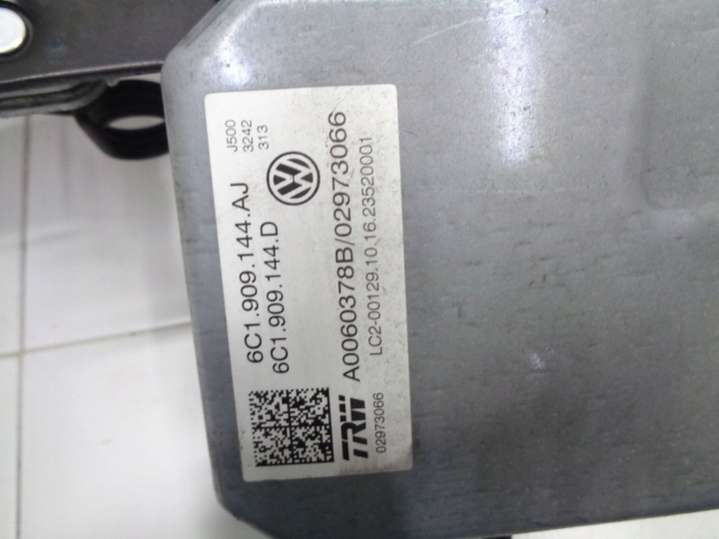 J500
3242
313
6C1.909.144.AJ
6C1.909.144.D
TRW
A0060378B/02973066
02973066
LC2-00129.10.16.23520001